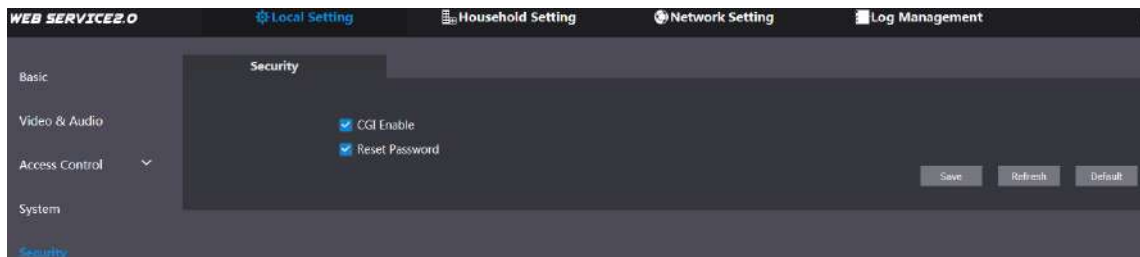 WEB SERVICE2.0 Local Setting Household Setting Network Setting Log Management
Security
Basic
Video & Audio
CGI Enable
Reset Password
Access Control
Save Refresh Default
System
Security